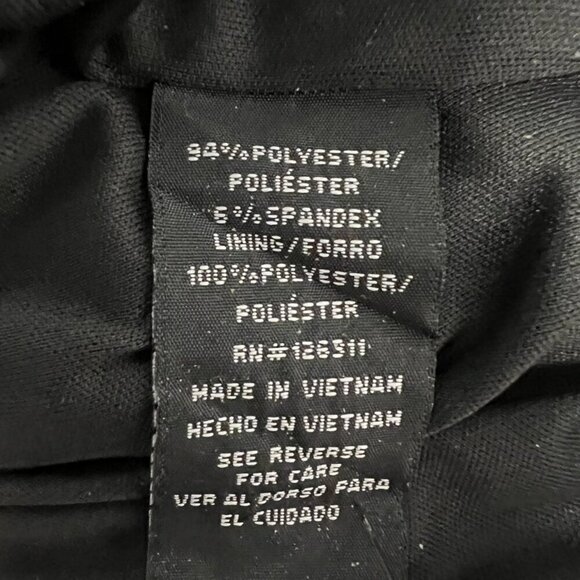 94%POLYESTER/
POLIÉSTER
6%SPANDEX
LINING/FORRO
100%POLYESTER/
POLIÉSTER
RN#126311
MADE IN VIETNAM
HECHO EN VIETNAM
SEE REVERSE
FOR CARE
VER AL DORSO PARA
EL CUIDADO